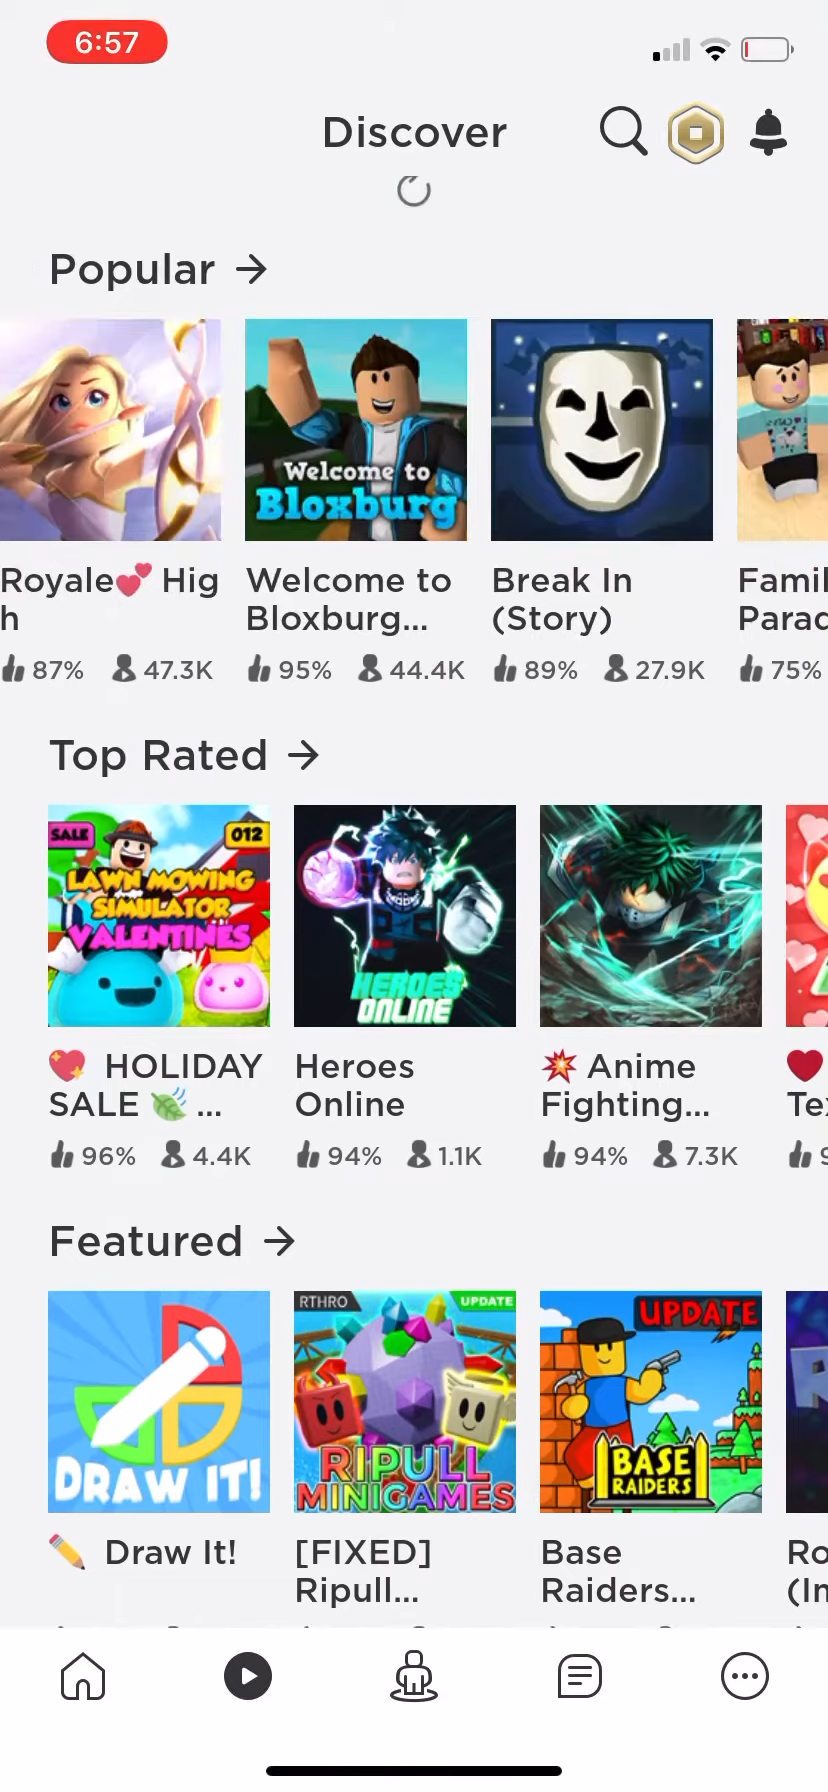 6:57
Discover
Popular →
Welcome to
Bloxburg
Royale💕 Hig
h
Welcome to
Bloxburg...
Break In
(Story)
Famil
Parad
87% 47.3K
95% 44.4K
89% 27.9K
75%
Top Rated →
SALE
012
LAWN MOWING
SIMULATOR
VALENTINES
HEROES
ONLINE
💖 HOLIDAY
SALE 🍃 ...
Heroes
Online
💥 Anime
Fighting...
❤️
Te
96% 4.4K
94% 1.1K
94% 7.3K
9
Featured →
DRAW IT!
RTHRO
UPDATE
RIPULL
MINIGAMES
UPDATE
BASE
RAIDERS
R
✏️ Draw It!
[FIXED]
Ripull...
Base
Raiders...
Ro
(In